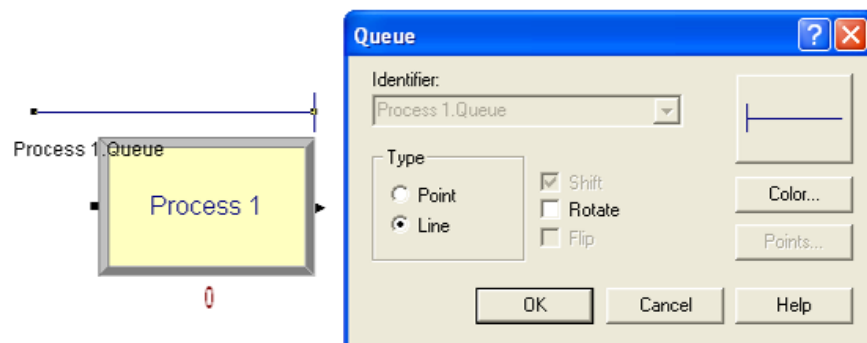 Process 1.Queue
Process 1
0
Queue
Identifier:
Process 1.Queue
Type
Point
Line
Shift
Rotate
Flip
Color...
Points...
OK
Cancel
Help